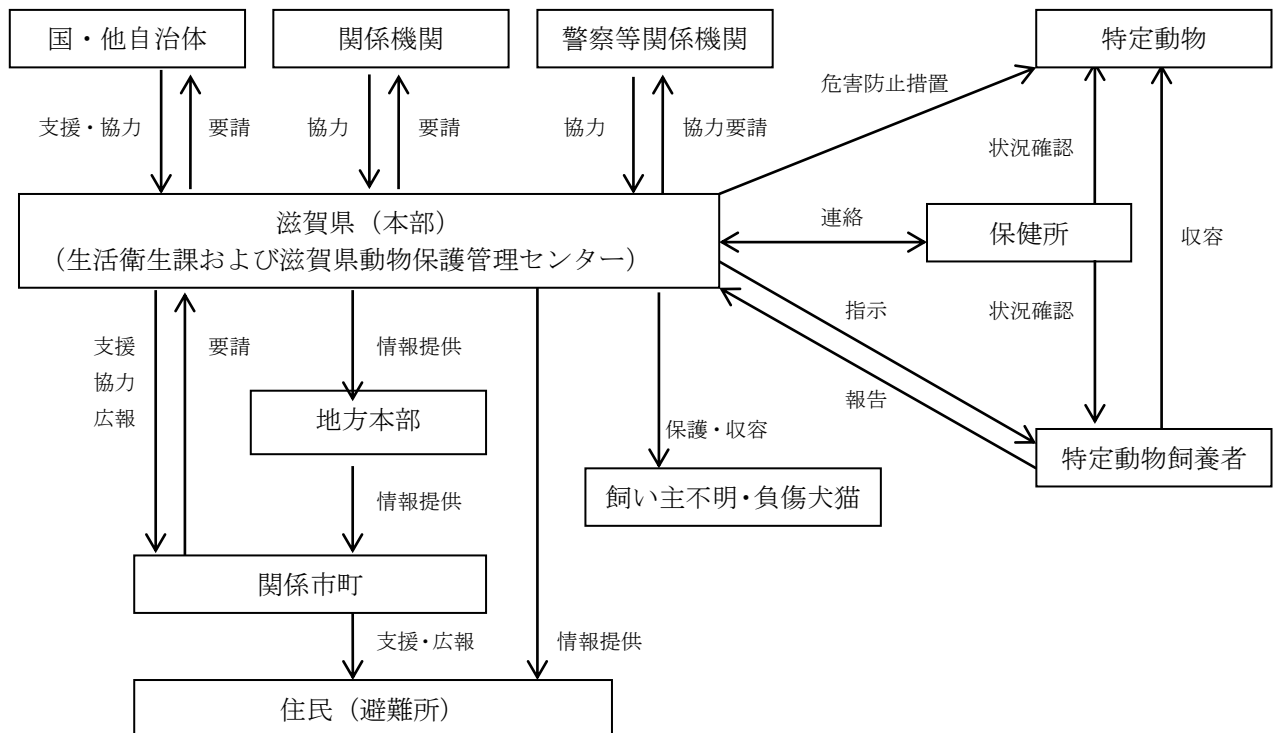 国・他自治体
関係機関
警察等関係機関
特定動物
危害防止措置
支援・協力
要請
協力
要請
協力
協力要請
状況確認
滋賀県（本部）
（生活衛生課および滋賀県動物保護管理センター）
連絡
保健所
収容
指示
状況確認
支援
協力
広報
要請
情報提供
報告
地方本部
保護・収容
特定動物飼養者
情報提供
飼い主不明・負傷犬猫
関係市町
支援・広報
情報提供
住民（避難所）